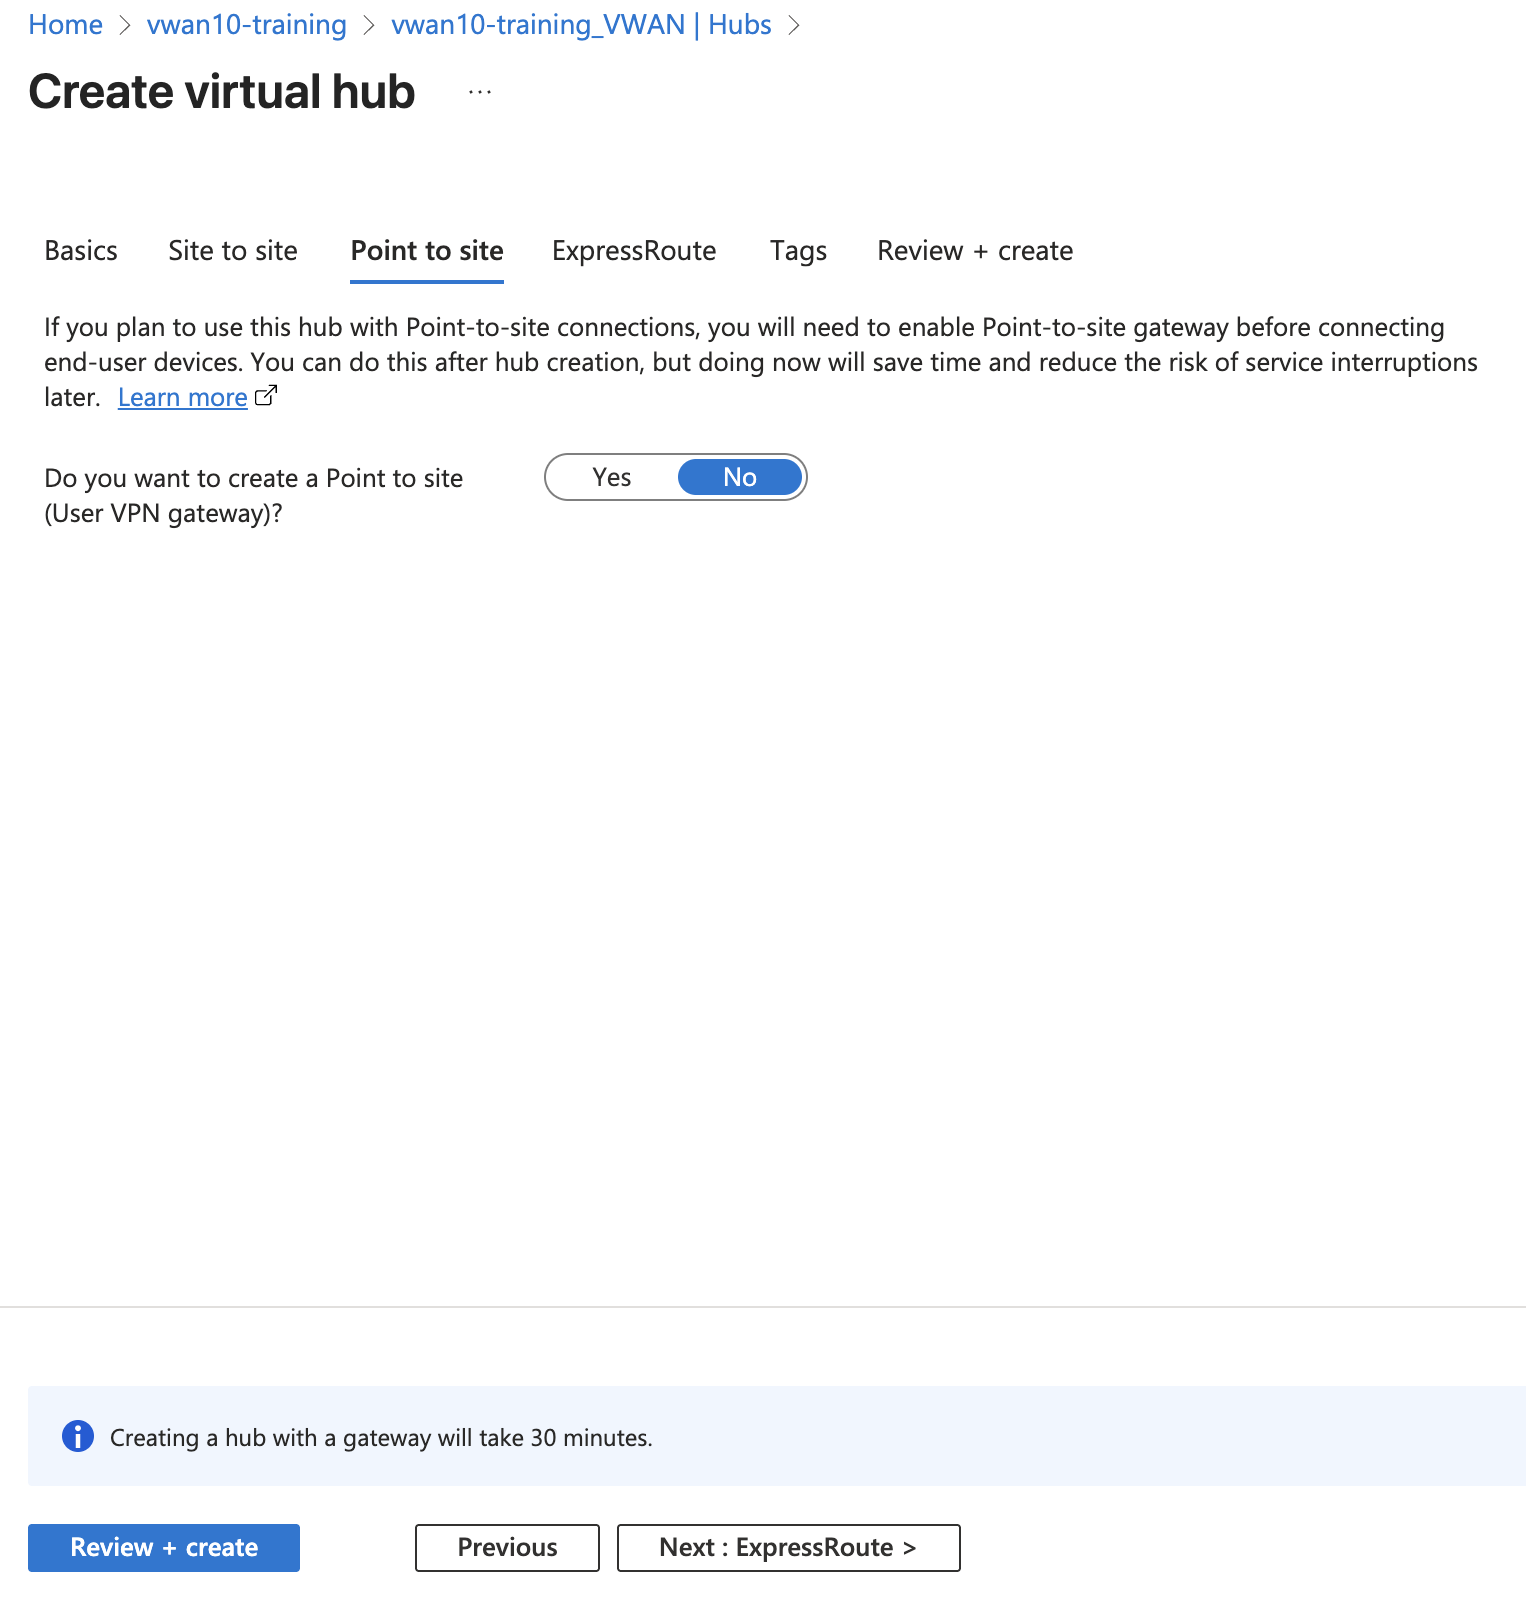 Home > vwan10-training > vwan10-training_VWAN | Hubs >
Create virtual hub ...
Basics Site to site Point to site ExpressRoute Tags Review + create
If you plan to use this hub with Point-to-site connections, you will need to enable Point-to-site gateway before connecting
end-user devices. You can do this after hub creation, but doing now will save time and reduce the risk of service interruptions
later. Learn more
Do you want to create a Point to site
(User VPN gateway)?
Yes No
Creating a hub with a gateway will take 30 minutes.
Review + create Previous Next : ExpressRoute >